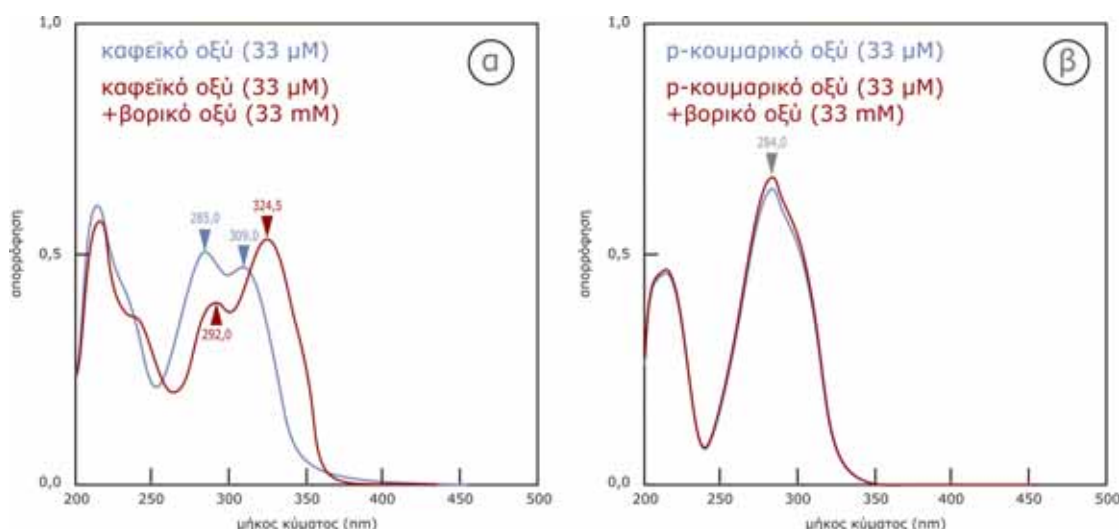 1,0
καφεϊκό οξύ (33 μM)
καφεϊκό οξύ (33 μM)
+βορικό οξύ (33 mM)
α
285,0
309,0
324,5
292,0
απορρόφηση
0,5
0,0
200
250
300
350
400
450
500
μήκος κύματος (nm)
1,0
p-κουμαρικό οξύ (33 μM)
p-κουμαρικό οξύ (33 μM)
+βορικό οξύ (33 mM)
β
284,0
απορρόφηση
0,5
0,0
200
250
300
350
400
450
500
μήκος κύματος (nm)